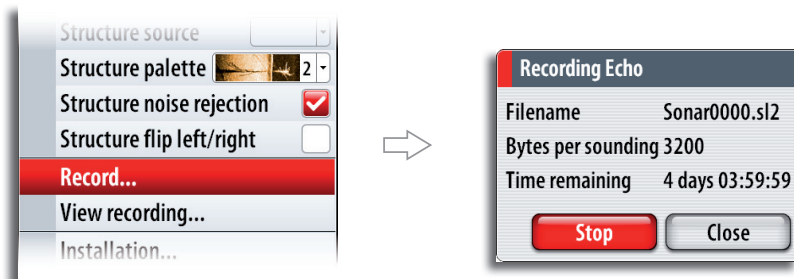 Structure source
Structure palette 2
Structure noise rejection
Structure flip left/right
Record...
View recording...
Installation...
Recording Echo
Filename Sonar0000.sl2
Bytes per sounding 3200
Time remaining 4 days 03:59:59
Stop Close